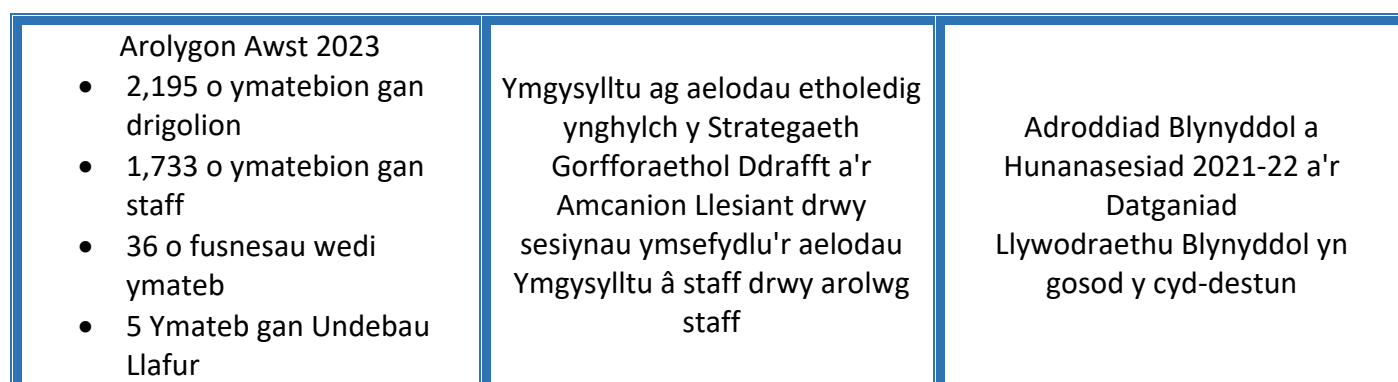 Arolygon Awst 2023
• 2,195 o ymatebion gan
drigolion
• 1,733 o ymatebion gan
staff
• 36 o fusnesau wedi
ymateb
• 5 Ymateb gan Undebau
Llafur
Ymgysylltu ag aelodau etholedig
ynghylch y Strategaeth
Gorfforaethol Ddrafft a'r
Amcanion Llesiant drwy
sesiynau ymsefydlu'r aelodau
Ymgysylltu â staff drwy arolwg
staff
Adroddiad Blynyddol a
Hunanasesiad 2021-22 a'r
Datganiad
Llywodraethu Blynyddol yn
gosod y cyd-destun